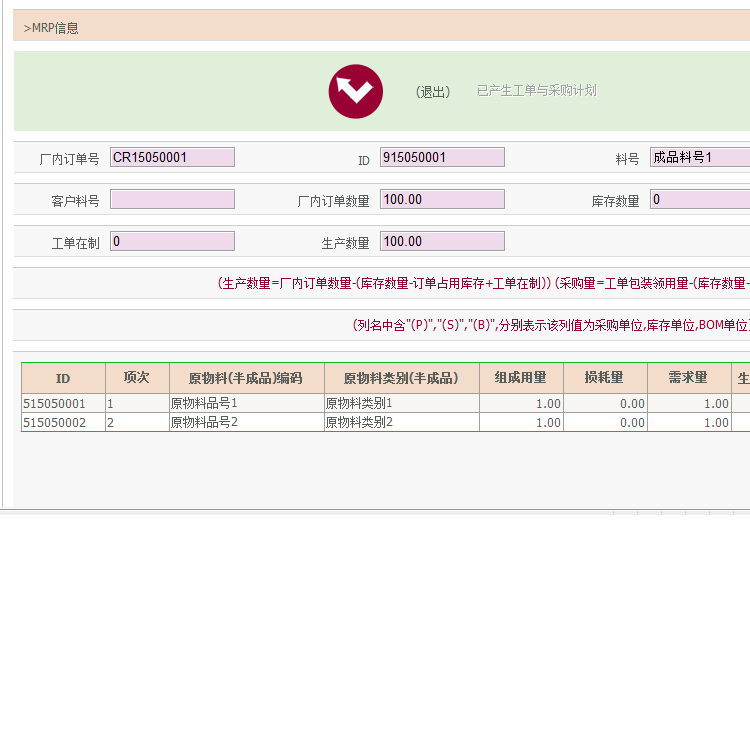 >MRP信息
(退出) 已产生工单与采购计划
厂内订单号 CR15050001 ID 915050001 料号 成品料号1
客户料号 厂内订单数量 100.00 库存数量 0
工单在制 0 生产数量 100.00
(生产数量=厂内订单数量-(库存数量-订单占用库存+工单在制)) (采购量=工单包装领用量-(库存数量-
(列名中含"(P)","(S)","(B)",分别表示该列值为采购单位,库存单位,BOM单位)
ID 项次 原物料(半成品)编码 原物料类别(半成品) 组成用量 损耗量 需求量 生
515050001 1 原物料品号1 原物料类别1 1.00 0.00 1.00
515050002 2 原物料品号2 原物料类别2 1.00 0.00 1.00